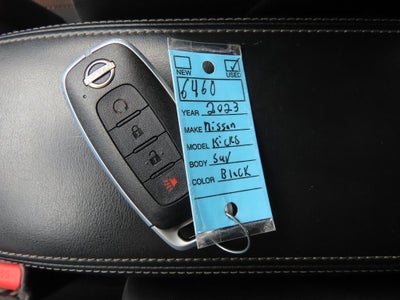 NEW USED
6460
YEAR 2023
MAKE Nissan
MODEL Kicks
BODY Suv
COLOR Black